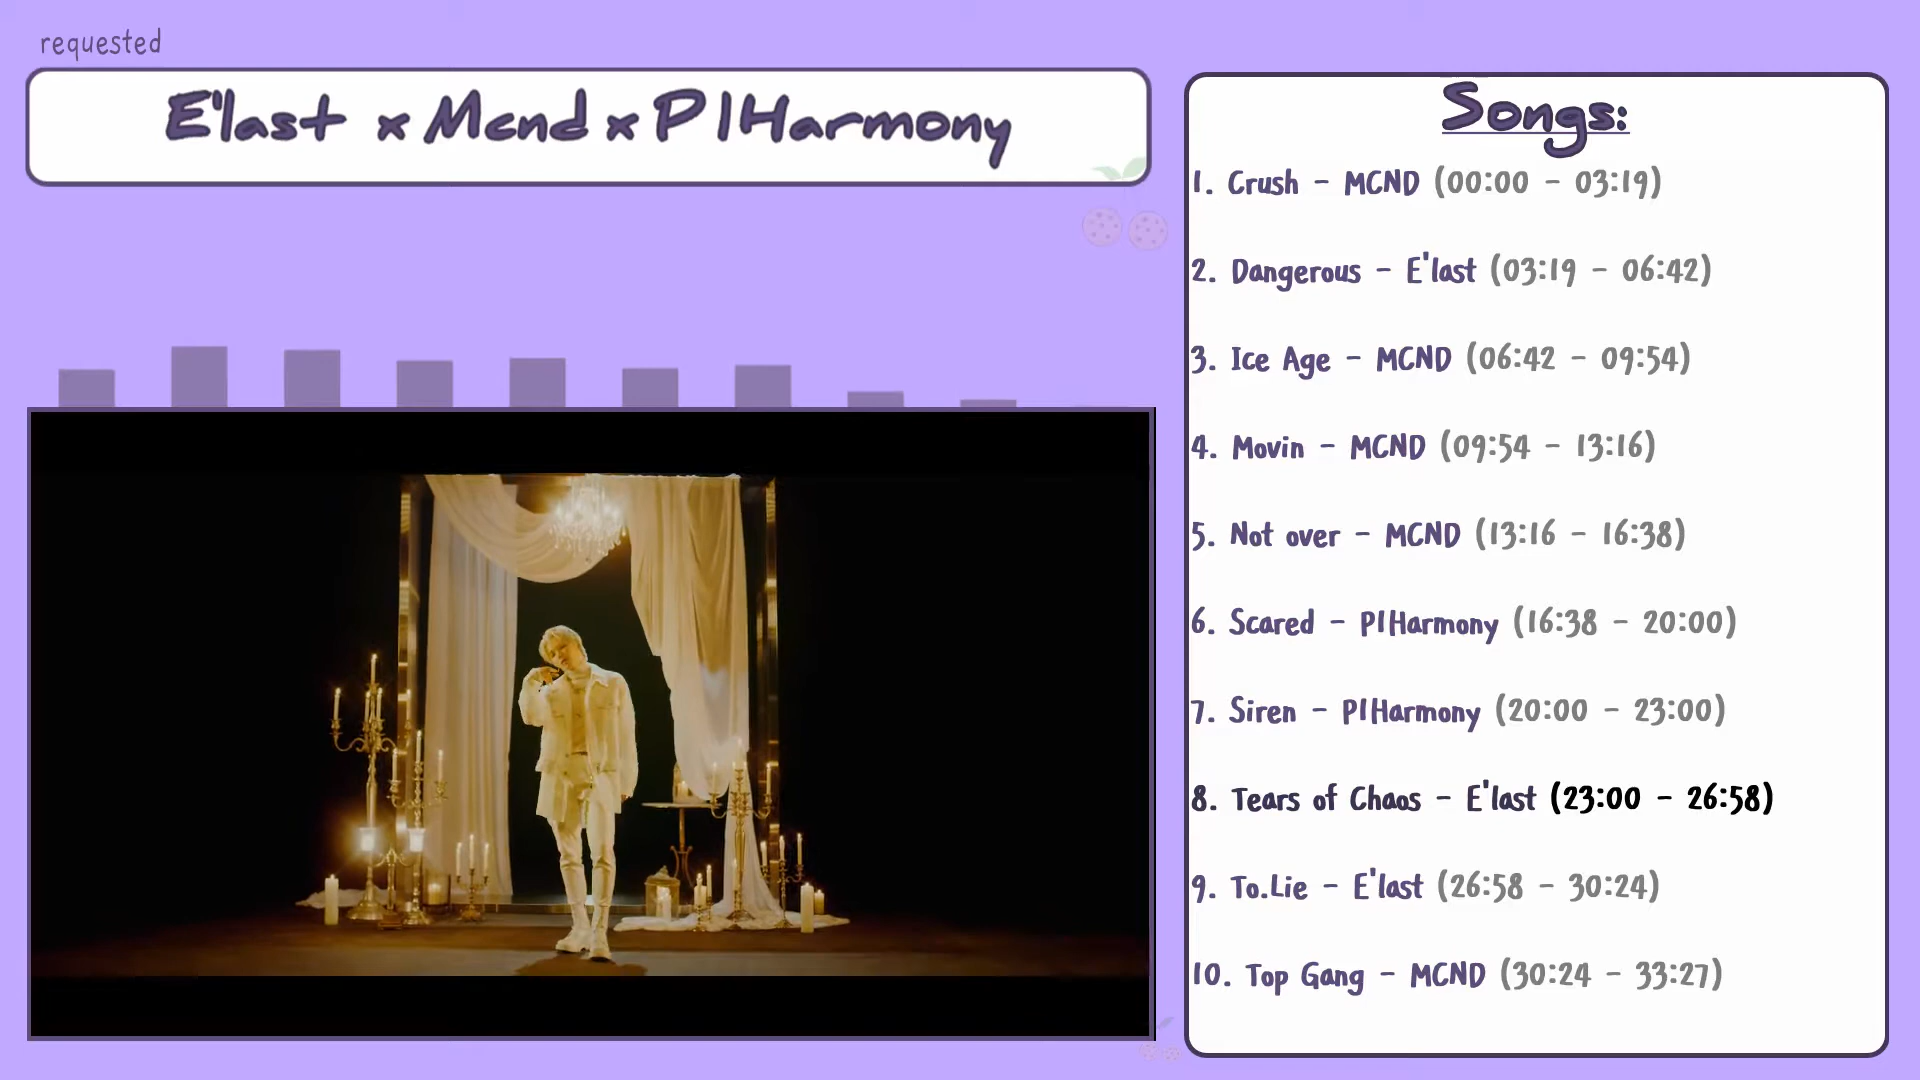 requested
E'last x Mcnd x P1Harmony
Songs:
1. Crush - MCND (00:00 - 03:19)
2. Dangerous - E'last (03:19 - 06:42)
3. Ice Age - MCND (06:42 - 09:54)
4. Movin - MCND (09:54 - 13:16)
5. Not over - MCND (13:16 - 16:38)
6. Scared - P1Harmony (16:38 - 20:00)
7. Siren - P1Harmony (20:00 - 23:00)
8. Tears of Chaos - E'last (23:00 - 26:58)
9. To.Lie - E'last (26:58 - 30:24)
10. Top Gang - MCND (30:24 - 33:27)